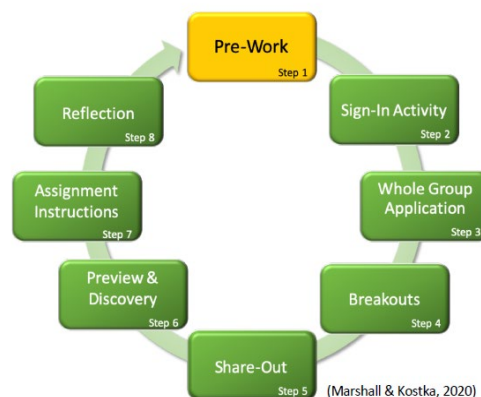 Pre-Work
Step 1
Sign-In Activity
Step 2
Whole Group
Application
Step 3
Breakouts
Step 4
Share-Out
Step 5
Preview &
Discovery
Step 6
Assignment
Instructions
Step 7
Reflection
Step 8
(Marshall & Kostka, 2020)